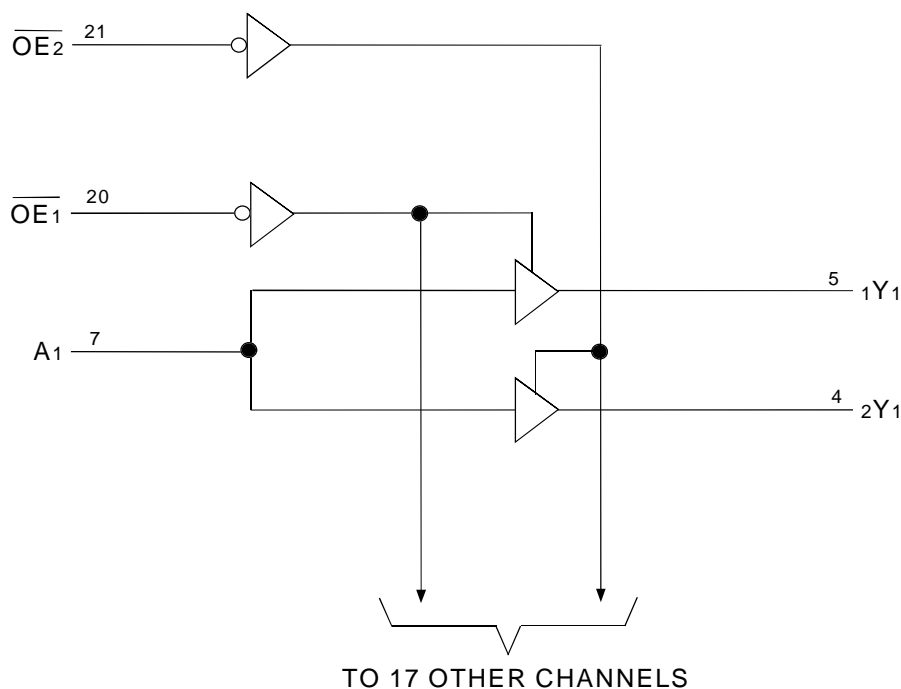 OE2 21
OE1 20
5 1Y1
A1 7
4 2Y1
TO 17 OTHER CHANNELS